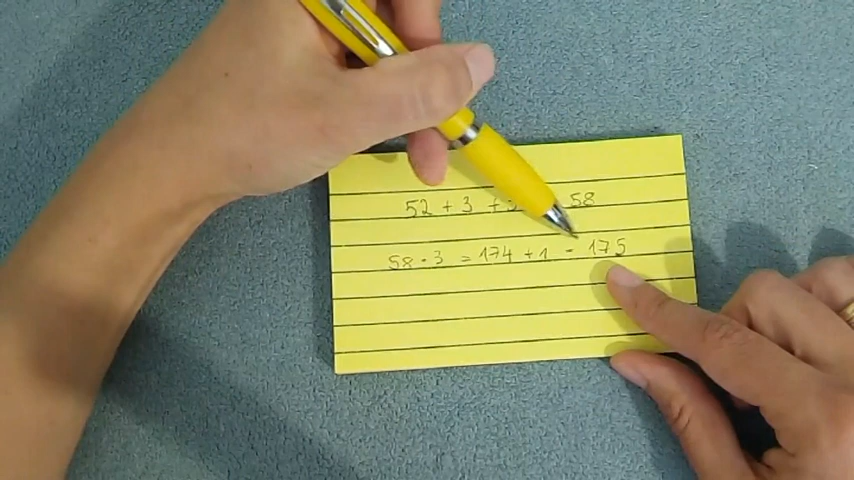 52 + 3 + 58
58 · 3 = 174 + 1 = 175